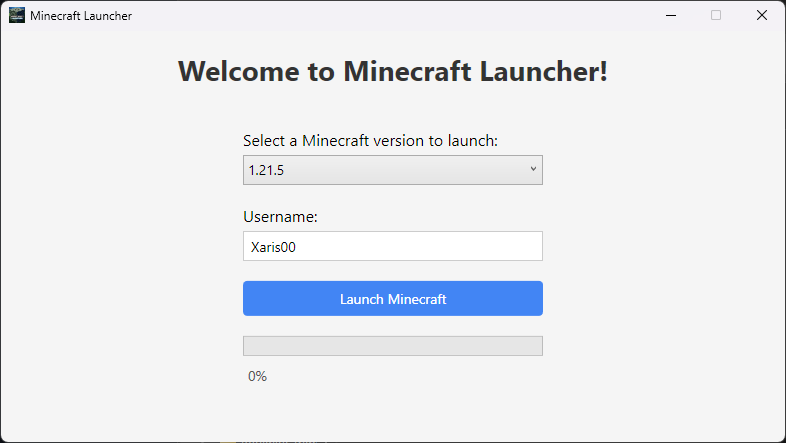 Minecraft Launcher
Welcome to Minecraft Launcher!
Select a Minecraft version to launch:
1.21.5
Username:
Xaris00
Launch Minecraft
0%